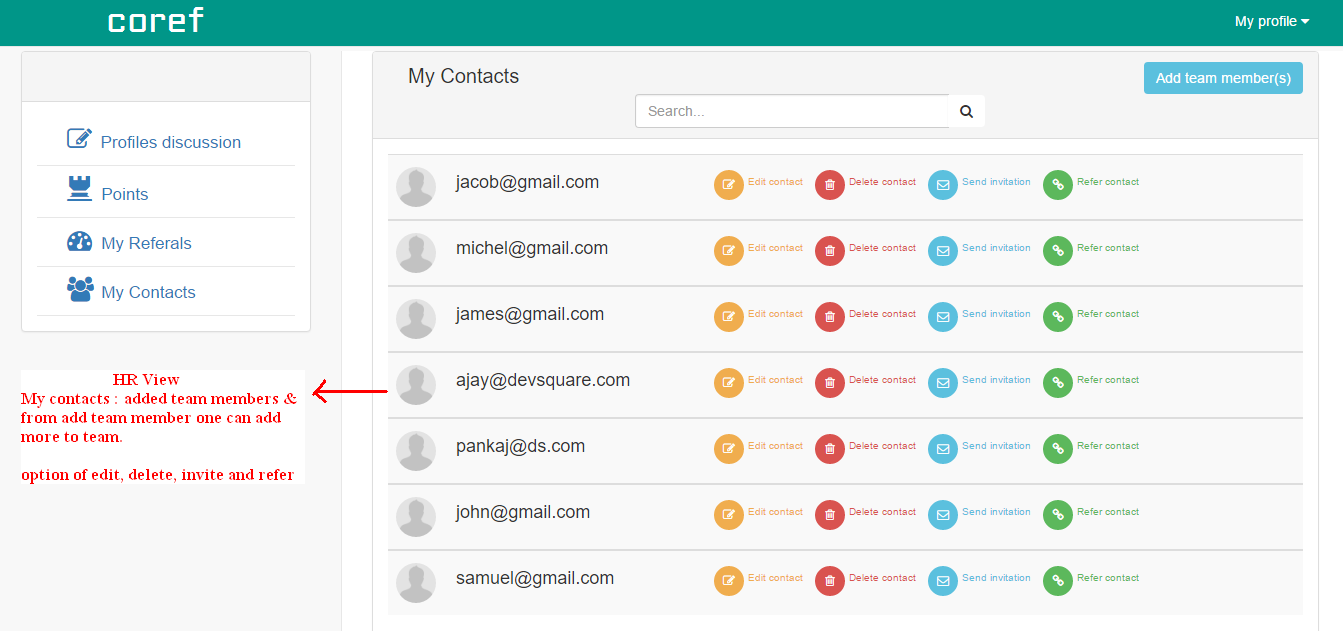 coref
My profile
My Contacts
Add team member(s)
Search...
Profiles discussion
Points
My Referals
My Contacts
HR View
My contacts : added team members &
from add team member one can add
more to team.
option of edit, delete, invite and refer
jacob@gmail.com Edit contact Delete contact Send invitation Refer contact
michel@gmail.com Edit contact Delete contact Send invitation Refer contact
james@gmail.com Edit contact Delete contact Send invitation Refer contact
ajay@devsquare.com Edit contact Delete contact Send invitation Refer contact
pankaj@ds.com Edit contact Delete contact Send invitation Refer contact
john@gmail.com Edit contact Delete contact Send invitation Refer contact
samuel@gmail.com Edit contact Delete contact Send invitation Refer contact